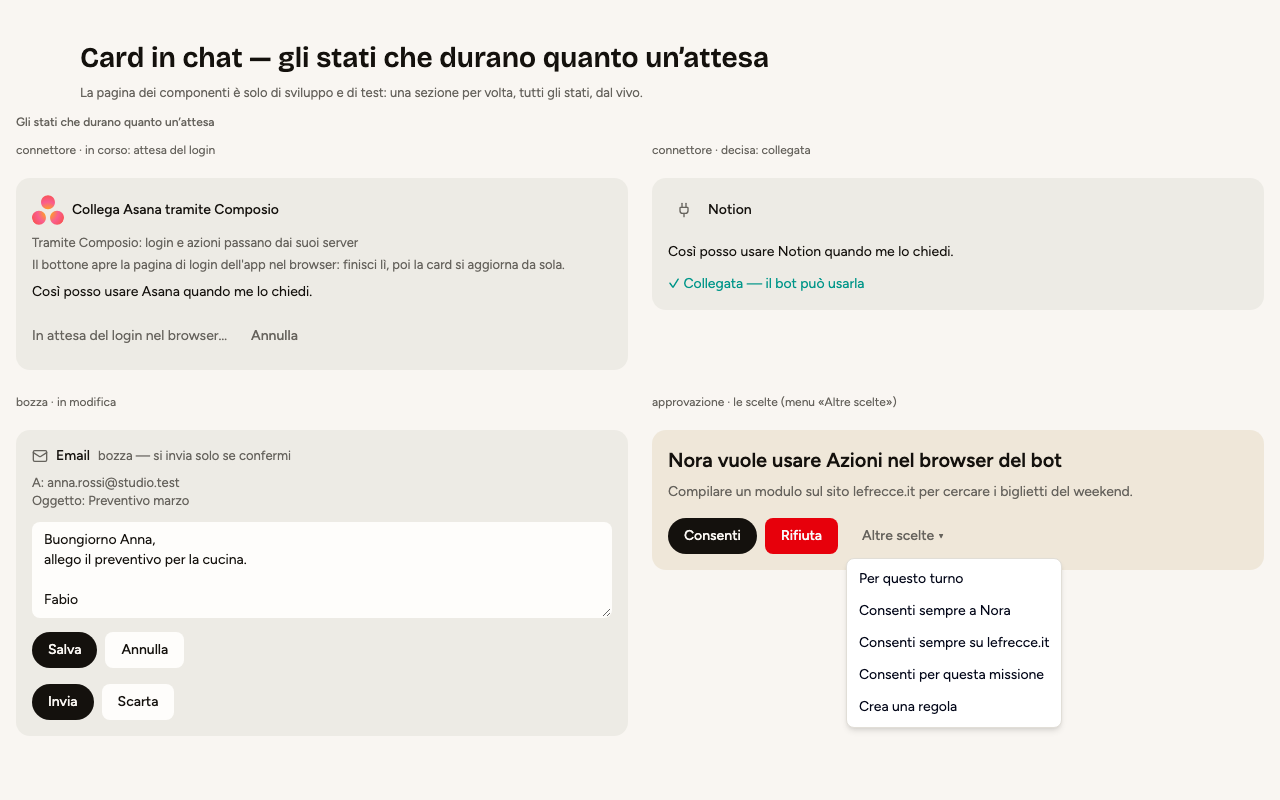 Card in chat — gli stati che durano quanto un’attesa
La pagina dei componenti è solo di sviluppo e di test: una sezione per volta, tutti gli stati, dal vivo.
Gli stati che durano quanto un’attesa
connettore · in corso: attesa del login
Collega Asana tramite Composio
Tramite Composio: login e azioni passano dai suoi server
Il bottone apre la pagina di login dell'app nel browser: finisci lì, poi la card si aggiorna da sola.
Così posso usare Asana quando me lo chiedi.
In attesa del login nel browser… Annulla
connettore · decisa: collegata
Notion
Così posso usare Notion quando me lo chiedi.
✓ Collegata — il bot può usarla
bozza · in modifica
Email bozza — si invia solo se confermi
A: anna.rossi@studio.test
Oggetto: Preventivo marzo
Buongiorno Anna,
allego il preventivo per la cucina.
Fabio
Salva Annulla
Invia Scarta
approvazione · le scelte (menu «Altre scelte»)
Nora vuole usare Azioni nel browser del bot
Compilare un modulo sul sito lefrecce.it per cercare i biglietti del weekend.
Consenti Rifiuta Altre scelte ▾
Per questo turno
Consenti sempre a Nora
Consenti sempre su lefrecce.it
Consenti per questa missione
Crea una regola